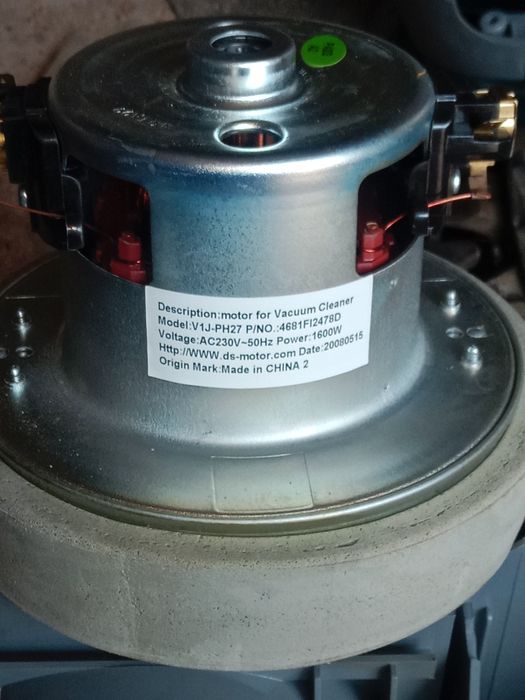 Description:motor for Vacuum Cleaner
Model:V1J-PH27 P/NO.:4681FI2478D
Voltage:AC230V~50Hz Power:1600W
Http://WWW.ds-motor.com Date:20080515
Origin Mark:Made in CHINA 2